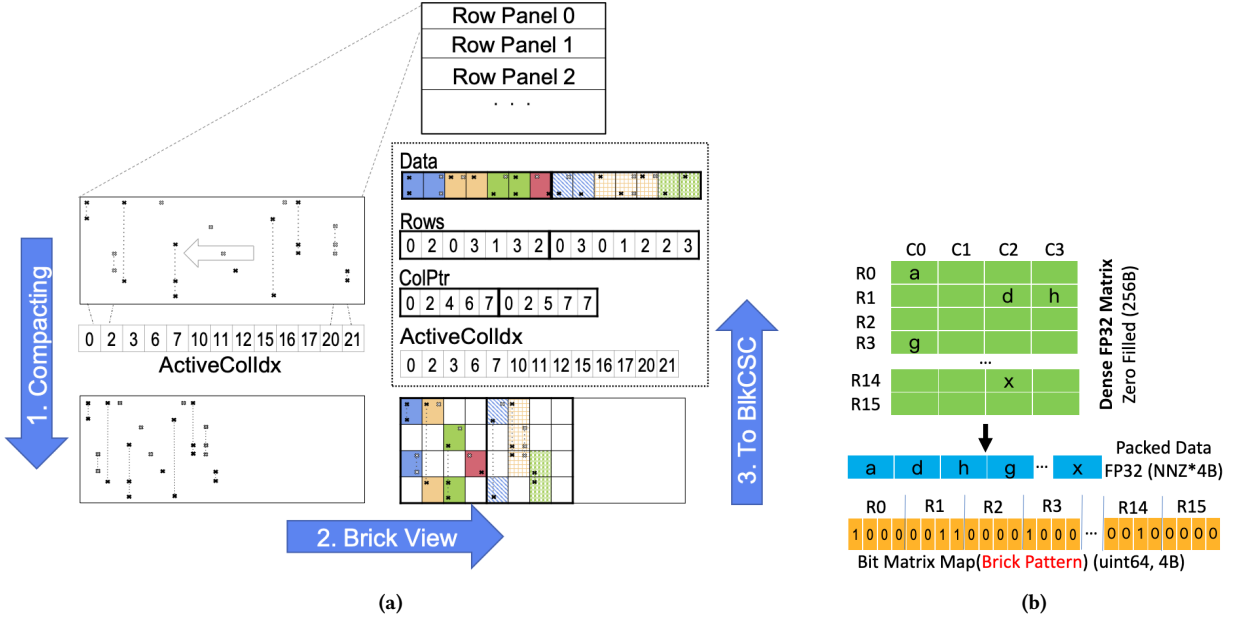 Row Panel 0
Row Panel 1
Row Panel 2
. . .
1. Compacting
0 2 3 6 7 10 11 12 15 16 17 20 21
ActiveColIdx
Data
Rows
0 2 0 3 1 3 2 0 3 0 1 2 2 3
ColPtr
0 2 4 6 7 0 2 5 7 7
ActiveColIdx
0 2 3 6 7 10 11 12 15 16 17 20 21
2. Brick View
3. To BlkCSC
(a)
C0 C1 C2 C3
R0 a
R1 d h
R2
R3 g
...
R14 x
R15
Dense FP32 Matrix
Zero Filled (256B)
a d h g ... x
Packed Data
FP32 (NNZ*4B)
R0 R1 R2 R3 R14 R15
1 0 0 0 0 0 1 1 0 0 0 0 1 0 0 0 ... 0 0 1 0 0 0 0 0
Bit Matrix Map(Brick Pattern) (uint64, 4B)
(b)